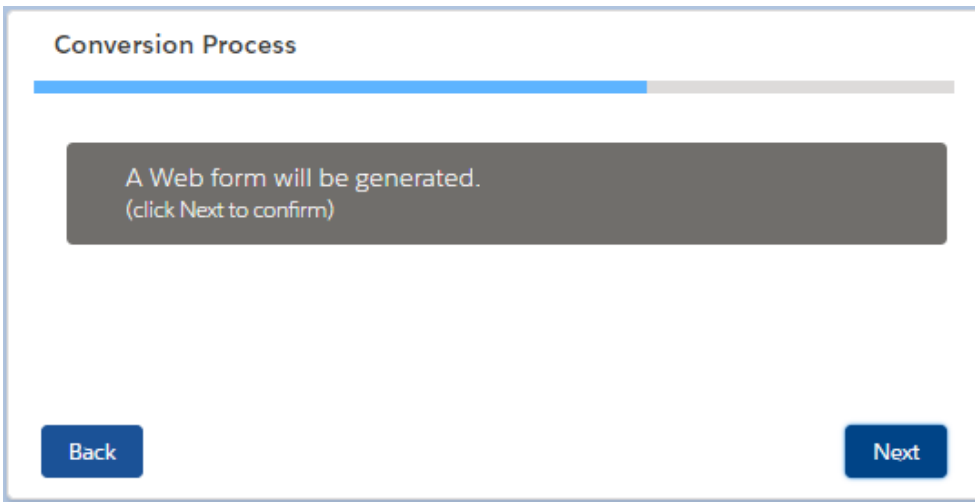 Conversion Process
A Web form will be generated.
(click Next to confirm)
Back
Next